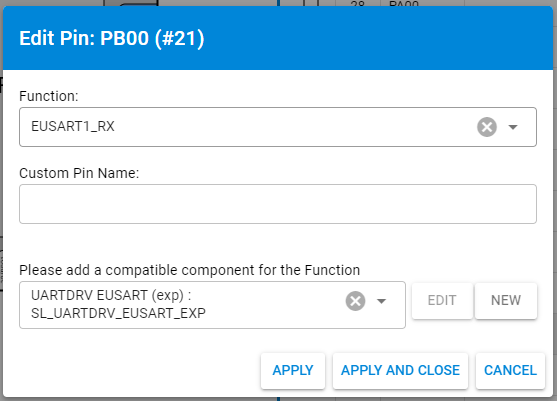 28 PA00
Edit Pin: PB00 (#21)
Function:
EUSART1_RX
Custom Pin Name:
Please add a compatible component for the Function
UARTDRV EUSART (exp) :
SL_UARTDRV_EUSART_EXP
EDIT NEW
APPLY APPLY AND CLOSE CANCEL